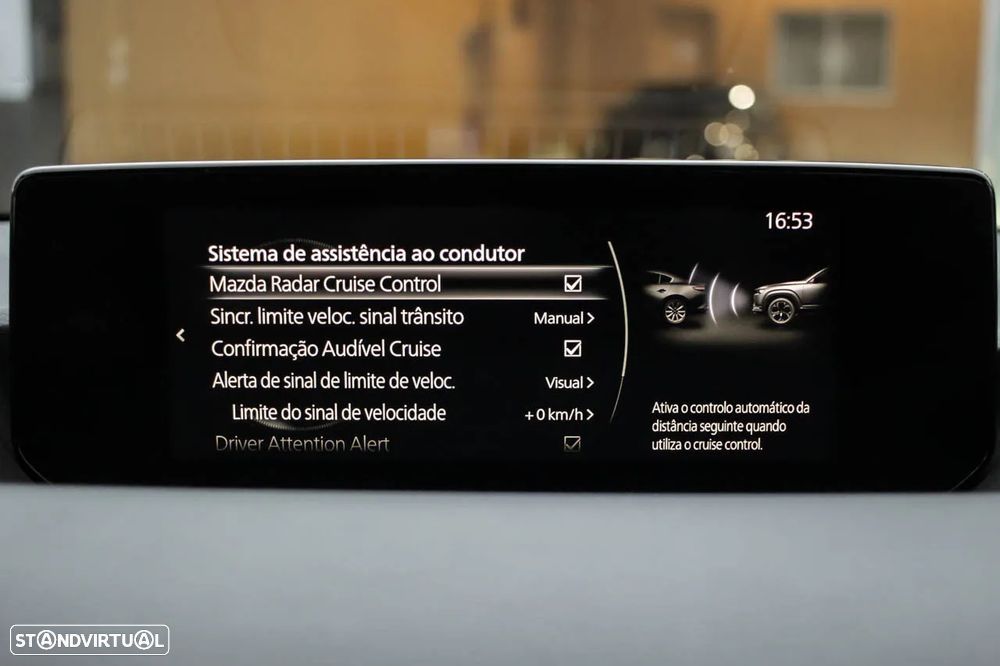 16:53
Sistema de assistência ao condutor
Mazda Radar Cruise Control
Sincr. limite veloc. sinal trânsito Manual >
Confirmação Audível Cruise
Alerta de sinal de limite de veloc. Visual >
Limite do sinal de velocidade + 0 km/h >
Driver Attention Alert
Ativa o controlo automático da
distância seguinte quando
utiliza o cruise control.
STANDVIRTUAL